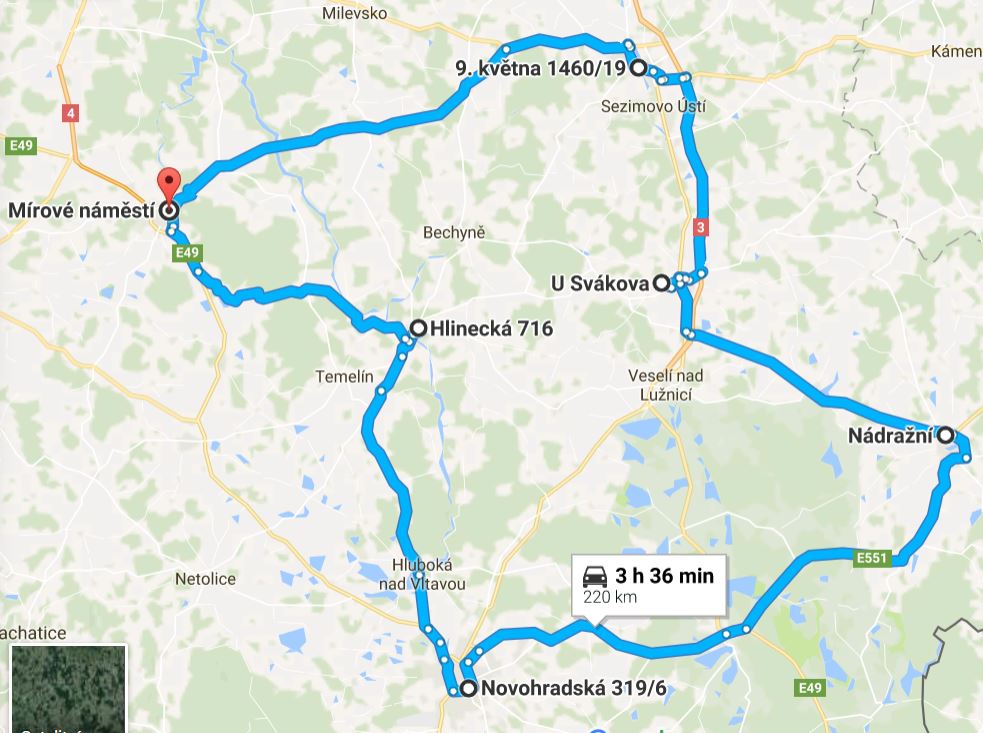 Milevsko
Kámen
9. května 1460/19
Sezimovo Ústí
4
E49
Mírové náměstí
Bechyně
3
E49
U Svákova
Hlinecká 716
Temelín
Veselí nad
Lužnicí
Nádražní
E551
Hluboká
nad Vltavou
3 h 36 min
220 km
Netolice
achatice
Novohradská 319/6
E49